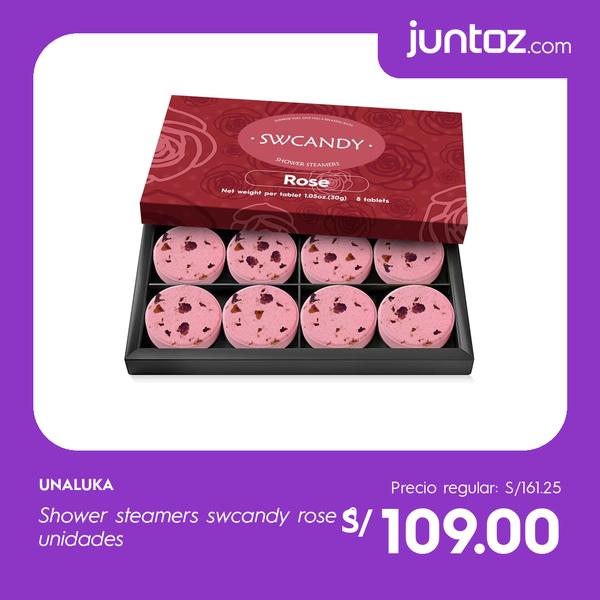 juntoz.com
SWCANDY
SHOWER STEAMERS
Rose
Net weight per tablet 1.05oz.(30g) 8 tablets
UNALUKA
Precio regular: S/161.25
Shower steamers swcandy rose
S/109.00
unidades